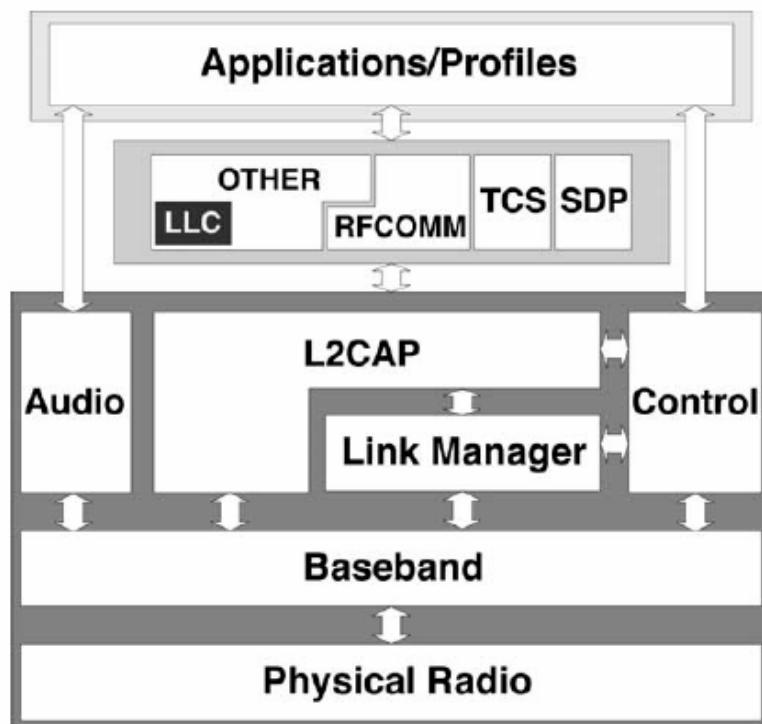 Applications/Profiles
OTHER
LLC
RFCOMM
TCS
SDP
Audio
L2CAP
Link Manager
Control
Baseband
Physical Radio